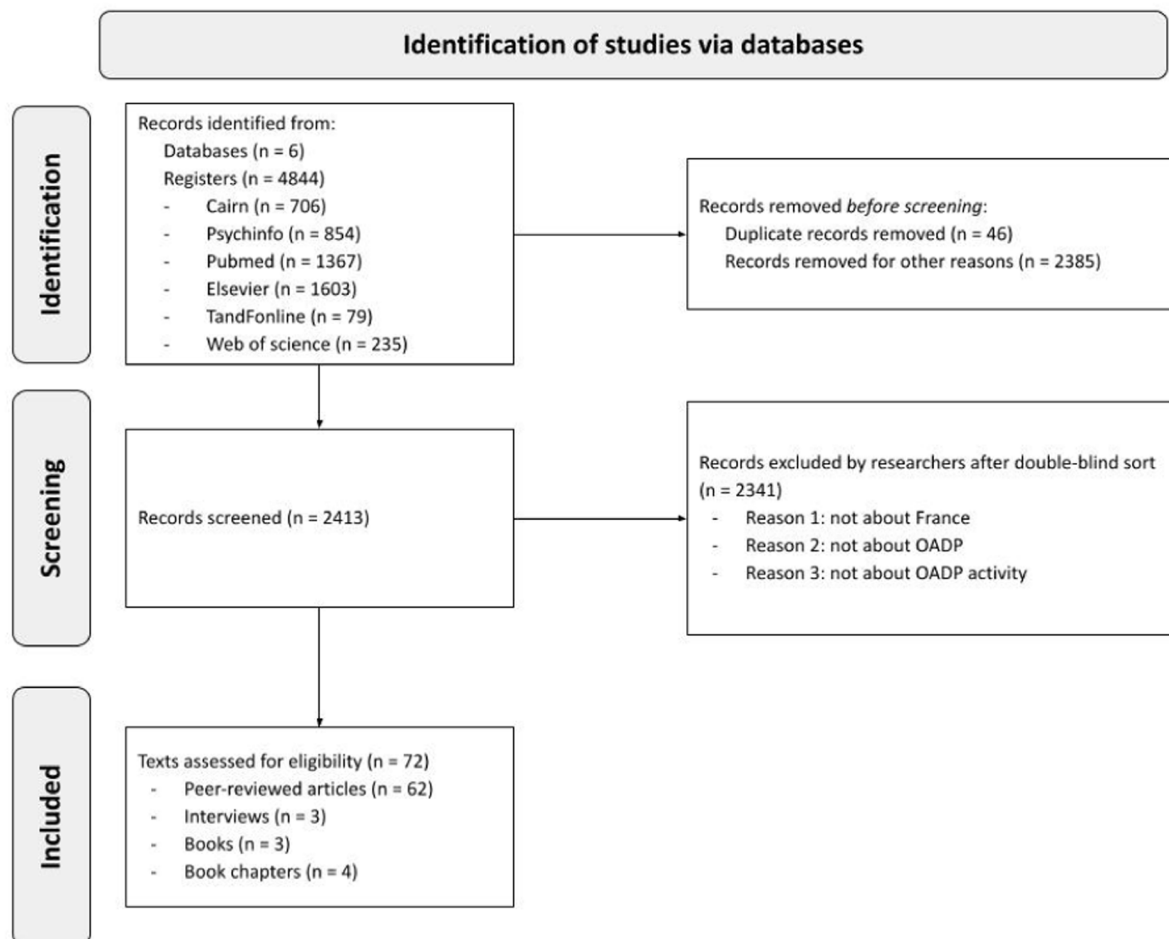 Identification of studies via databases
Identification
Records identified from:
Databases (n = 6)
Registers (n = 4844)
- Cairn (n = 706)
- Psychinfo (n = 854)
- Pubmed (n = 1367)
- Elsevier (n = 1603)
- TandFonline (n = 79)
- Web of science (n = 235)
Records removed before screening:
Duplicate records removed (n = 46)
Records removed for other reasons (n = 2385)
Screening
Records screened (n = 2413)
Records excluded by researchers after double-blind sort
(n = 2341)
- Reason 1: not about France
- Reason 2: not about OADP
- Reason 3: not about OADP activity
Included
Texts assessed for eligibility (n = 72)
- Peer-reviewed articles (n = 62)
- Interviews (n = 3)
- Books (n = 3)
- Book chapters (n = 4)